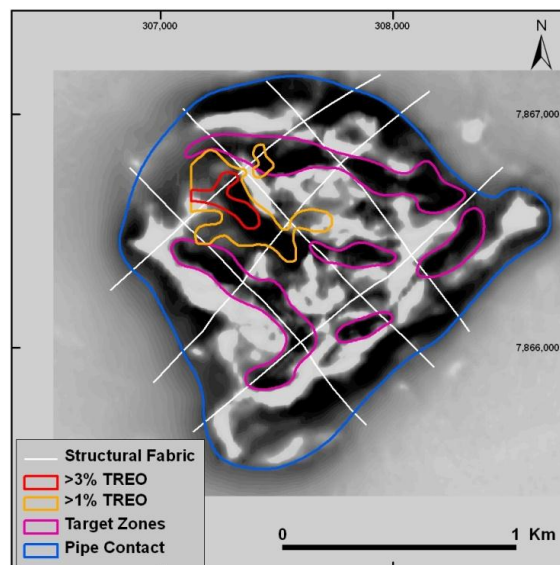 307,000
308,000
N
7,867,000
7,866,000
Structural Fabric
>3% TREO
>1% TREO
Target Zones
Pipe Contact
0
1 Km